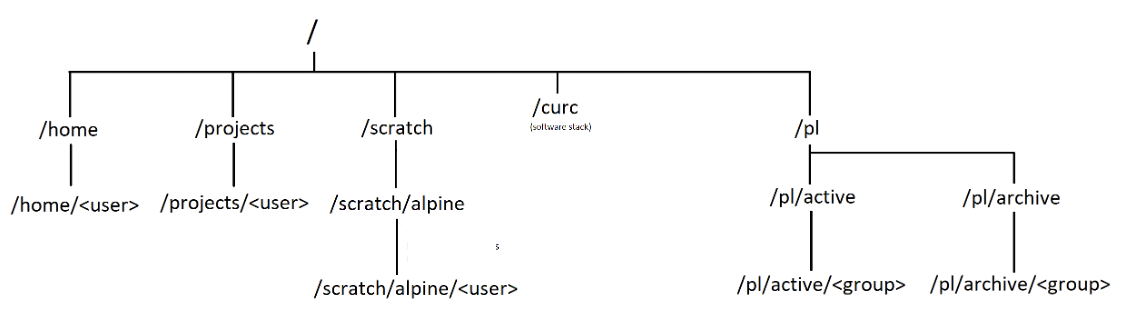 /
/home
/projects
/scratch
/curc
(software stack)
/pl
/home/<user>
/projects/<user>
/scratch/alpine
/pl/active
/pl/archive
s
/scratch/alpine/<user>
/pl/active/<group>
/pl/archive/<group>